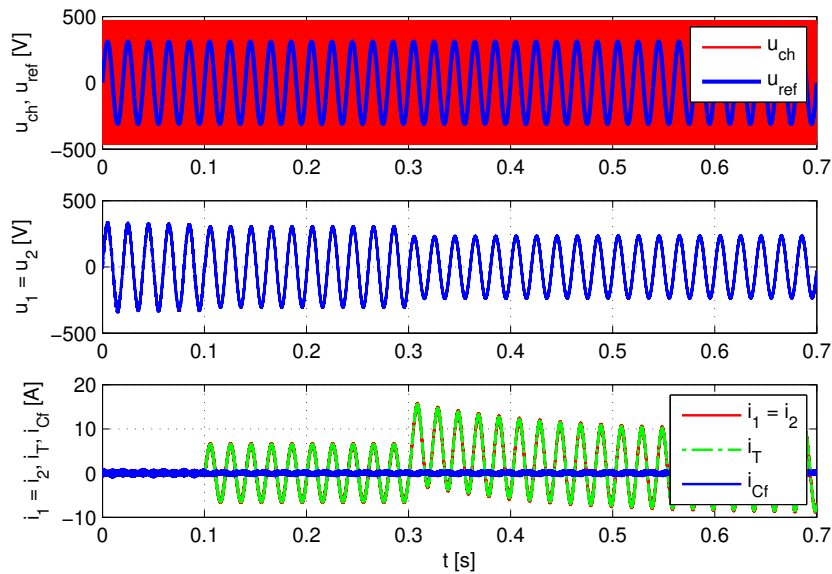 500
0
−500
u_ch, u_ref [V]
u_ch
u_ref
0 0.1 0.2 0.3 0.4 0.5 0.6 0.7
500
0
−500
u_1 = u_2 [V]
0 0.1 0.2 0.3 0.4 0.5 0.6 0.7
20
10
0
−10
i_1 = i_2, i_T, i_Cf [A]
i_1 = i_2
i_T
i_Cf
0 0.1 0.2 0.3 0.4 0.5 0.6 0.7
t [s]